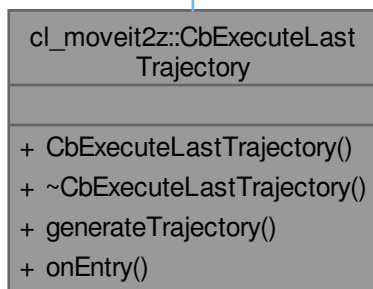 cl_moveit2z::CbExecuteLast
Trajectory
+ CbExecuteLastTrajectory()
+ ~CbExecuteLastTrajectory()
+ generateTrajectory()
+ onEntry()